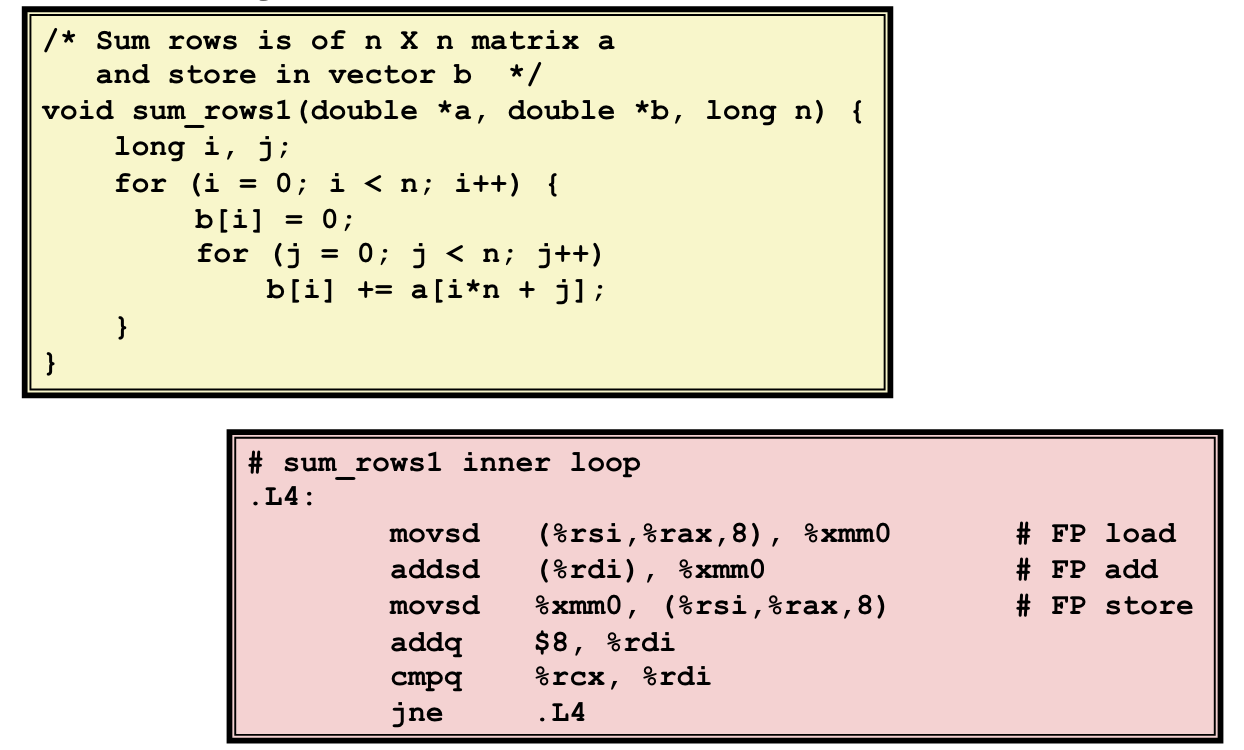 /* Sum rows is of n X n matrix a
   and store in vector b  */
void sum_rows1(double *a, double *b, long n) {
    long i, j;
    for (i = 0; i < n; i++) {
        b[i] = 0;
        for (j = 0; j < n; j++)
            b[i] += a[i*n + j];
    }
}
# sum_rows1 inner loop
.L4:
        movsd   (%rsi,%rax,8), %xmm0       # FP load
        addsd   (%rdi), %xmm0              # FP add
        movsd   %xmm0, (%rsi,%rax,8)       # FP store
        addq    $8, %rdi
        cmpq    %rcx, %rdi
        jne     .L4